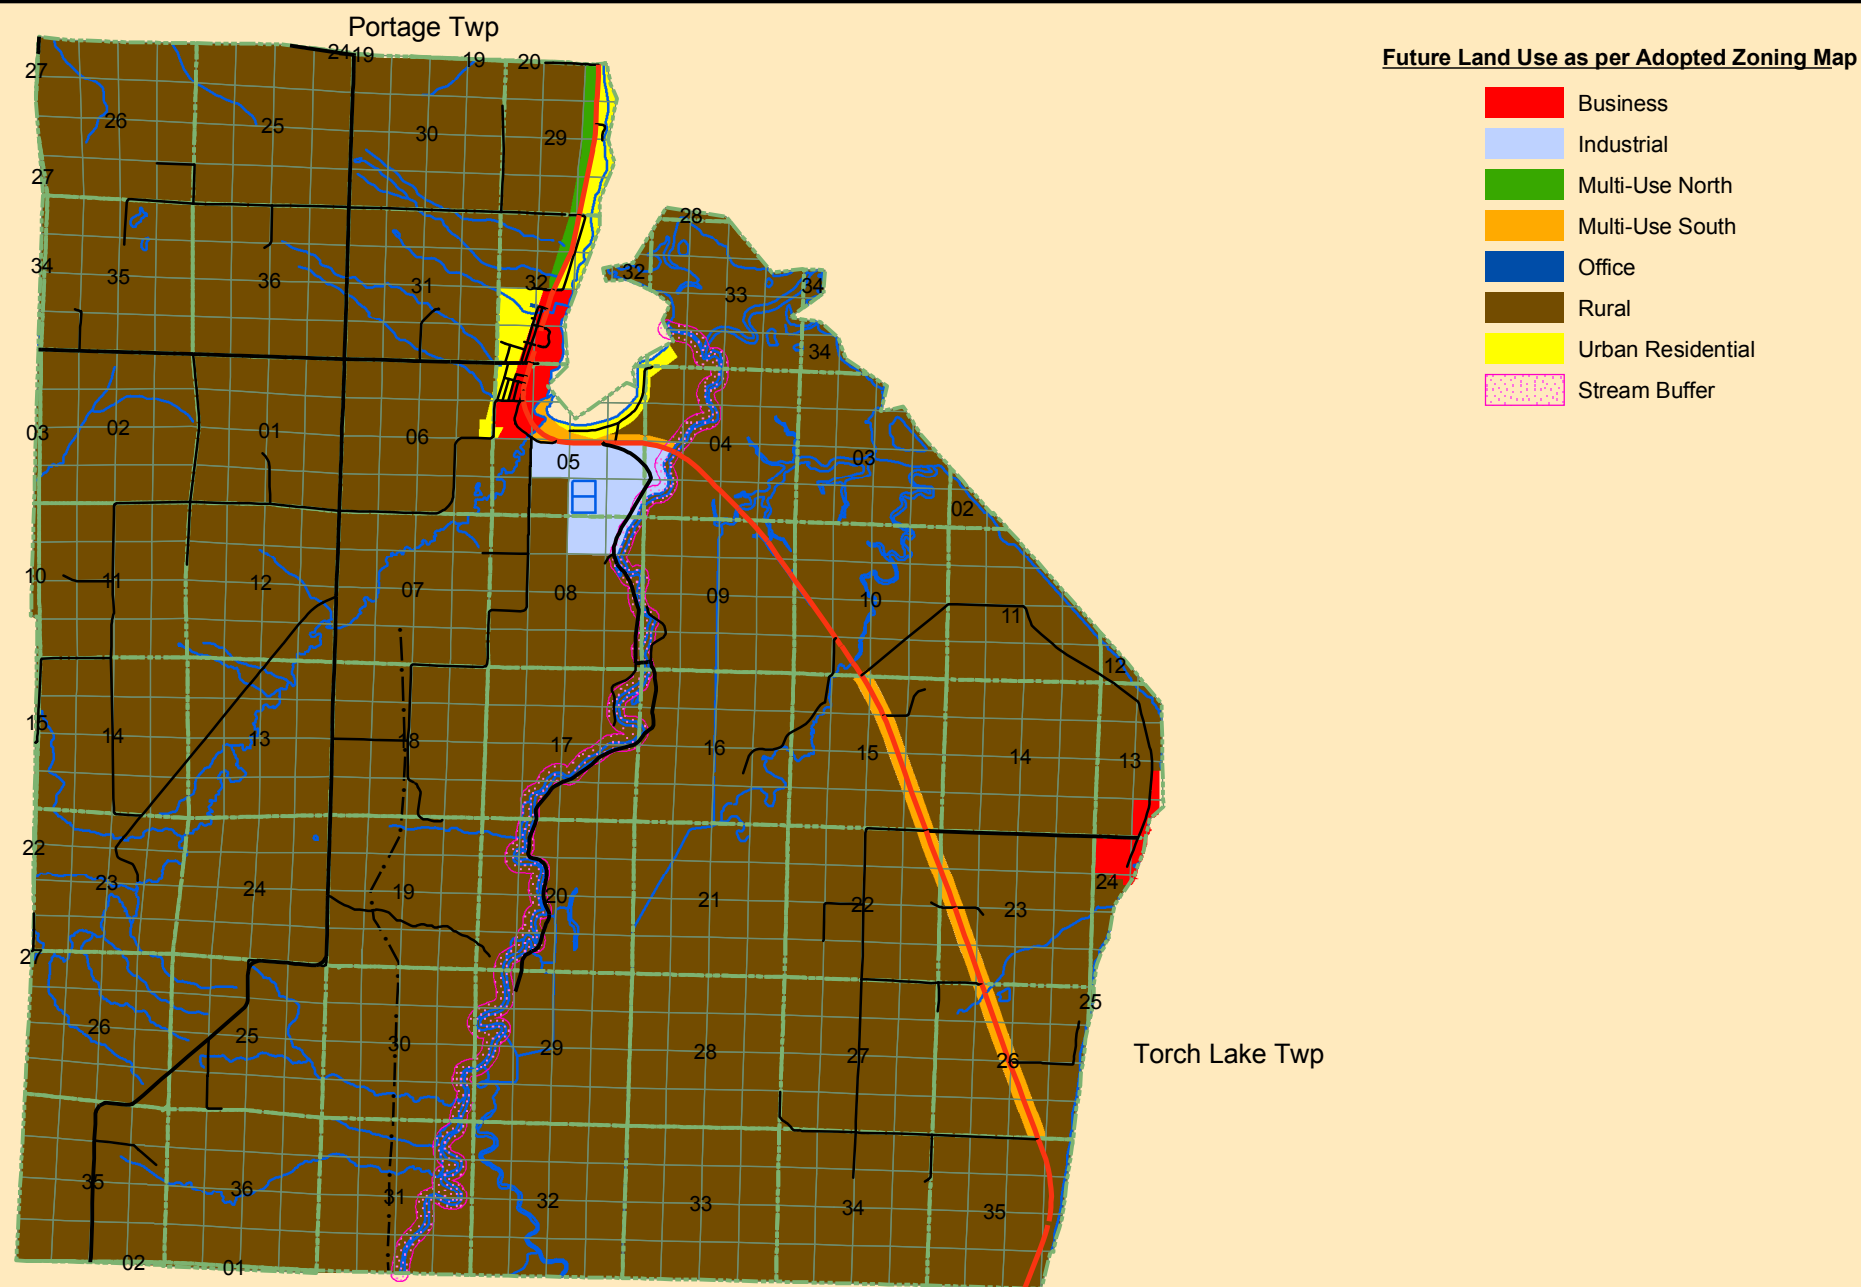 Portage Twp
Future Land Use as per Adopted Zoning Map
Business
Industrial
Multi-Use North
Multi-Use South
Office
Rural
Urban Residential
Stream Buffer
24 19 19 20
27
26 25 30 29
27
28
34 35 36 31 32 32 33 34
34
03 02 01 06 05 04 03
02
10 11 12 07 08 09 10 11
12
15 14 13 18 17 16 15 14 13
22 23 24 19 20 21 22 23 24
27
26 25 30 29 28 27 26 25
Torch Lake Twp
35 36 31 32 33 34 35
02 01